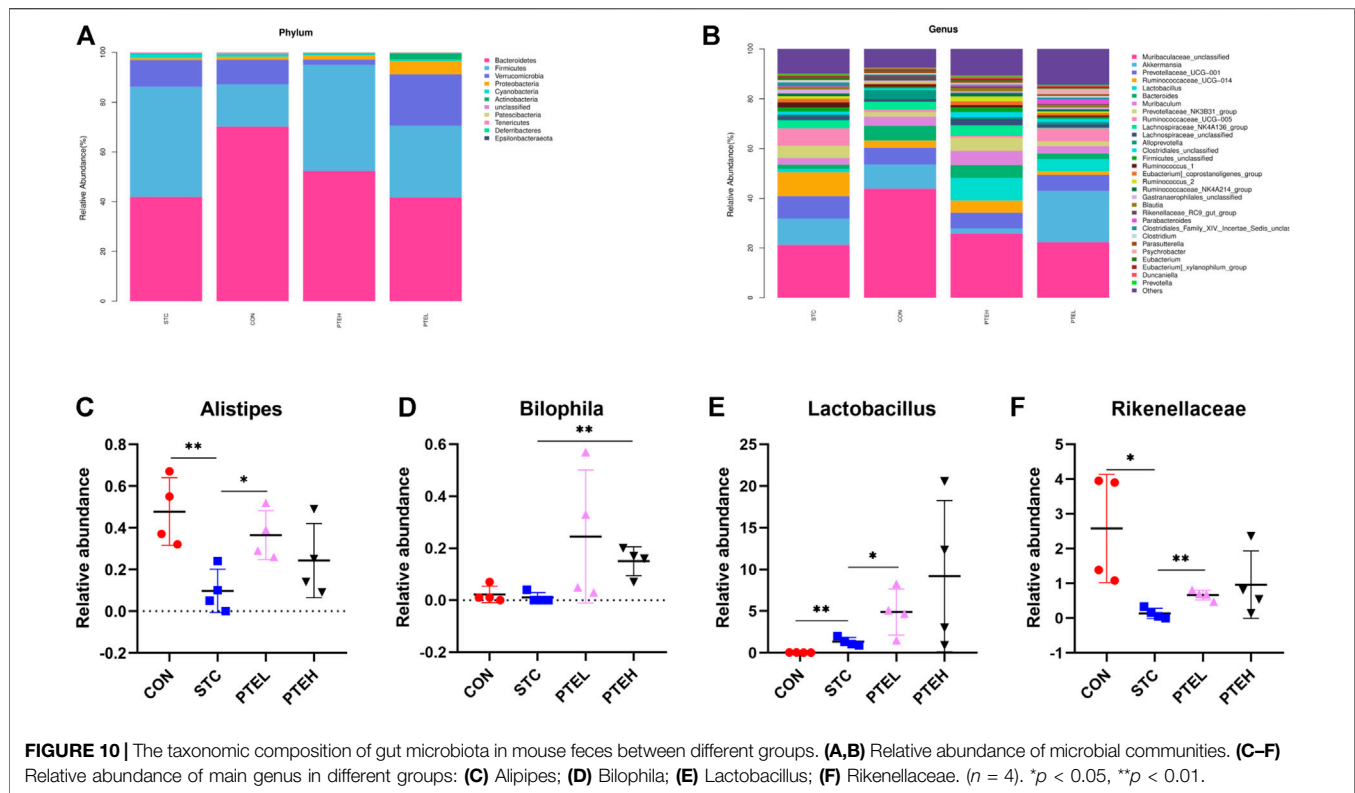 A
Phylum
Relative Abundance(%)
0
20
40
60
80
100
STC
CON
PTEH
PTEL
Bacteroidetes
Firmicutes
Verrucomicrobia
Proteobacteria
Cyanobacteria
Actinobacteria
unclassified
Patescibacteria
Tenericutes
Deferribacteres
Epsilonbacteraeota
B
Genus
Relative Abundance(%)
0
20
40
60
80
100
STC
CON
PTEH
PTEL
Muribaculaceae_unclassified
Akkermansia
Prevotellaceae_UCG-001
Ruminococcaceae_UCG-014
Lactobacillus
Bacteroides
Muribaculum
Prevotellaceae_NK3B31_group
Ruminococcaceae_UCG-005
Lachnospiraceae_NK4A136_group
Lachnospiraceae_unclassified
Alloprevotella
Clostridiales_unclassified
Firmicutes_unclassified
Ruminococcus_1
Eubacterium]_coprostanoligenes_group
Ruminococcus_2
Ruminococcaceae_NK4A214_group
Gastranaerophilales_unclassified
Blautia
Rikenellaceae_RC9_gut_group
Parabacteroides
Clostridiales_Family_XIV._Incertae_Sedis_unclas
Clostridium
Parasutterella
Psychrobacter
Eubacterium
Eubacterium]_xylanophilum_group
Duncaniella
Prevotella
Others
C
Alistipes
Relative abundance
0.8
0.6
0.4
0.2
0.0
-0.2
**
*
CON
STC
PTEL
PTEH
D
Bilophila
Relative abundance
0.6
0.4
0.2
0.0
-0.2
**
CON
STC
PTEL
PTEH
E
Lactobacillus
Relative abundance
25
20
15
10
5
0
**
*
CON
STC
PTEL
PTEH
F
Rikenellaceae
Relative abundance
5
4
3
2
1
0
-1
*
**
CON
STC
PTEL
PTEH
FIGURE 10 | The taxonomic composition of gut microbiota in mouse feces between different groups. (A,B) Relative abundance of microbial communities. (C–F)
Relative abundance of main genus in different groups: (C) Alipipes; (D) Bilophila; (E) Lactobacillus; (F) Rikenellaceae. (n = 4). *p < 0.05, **p < 0.01.